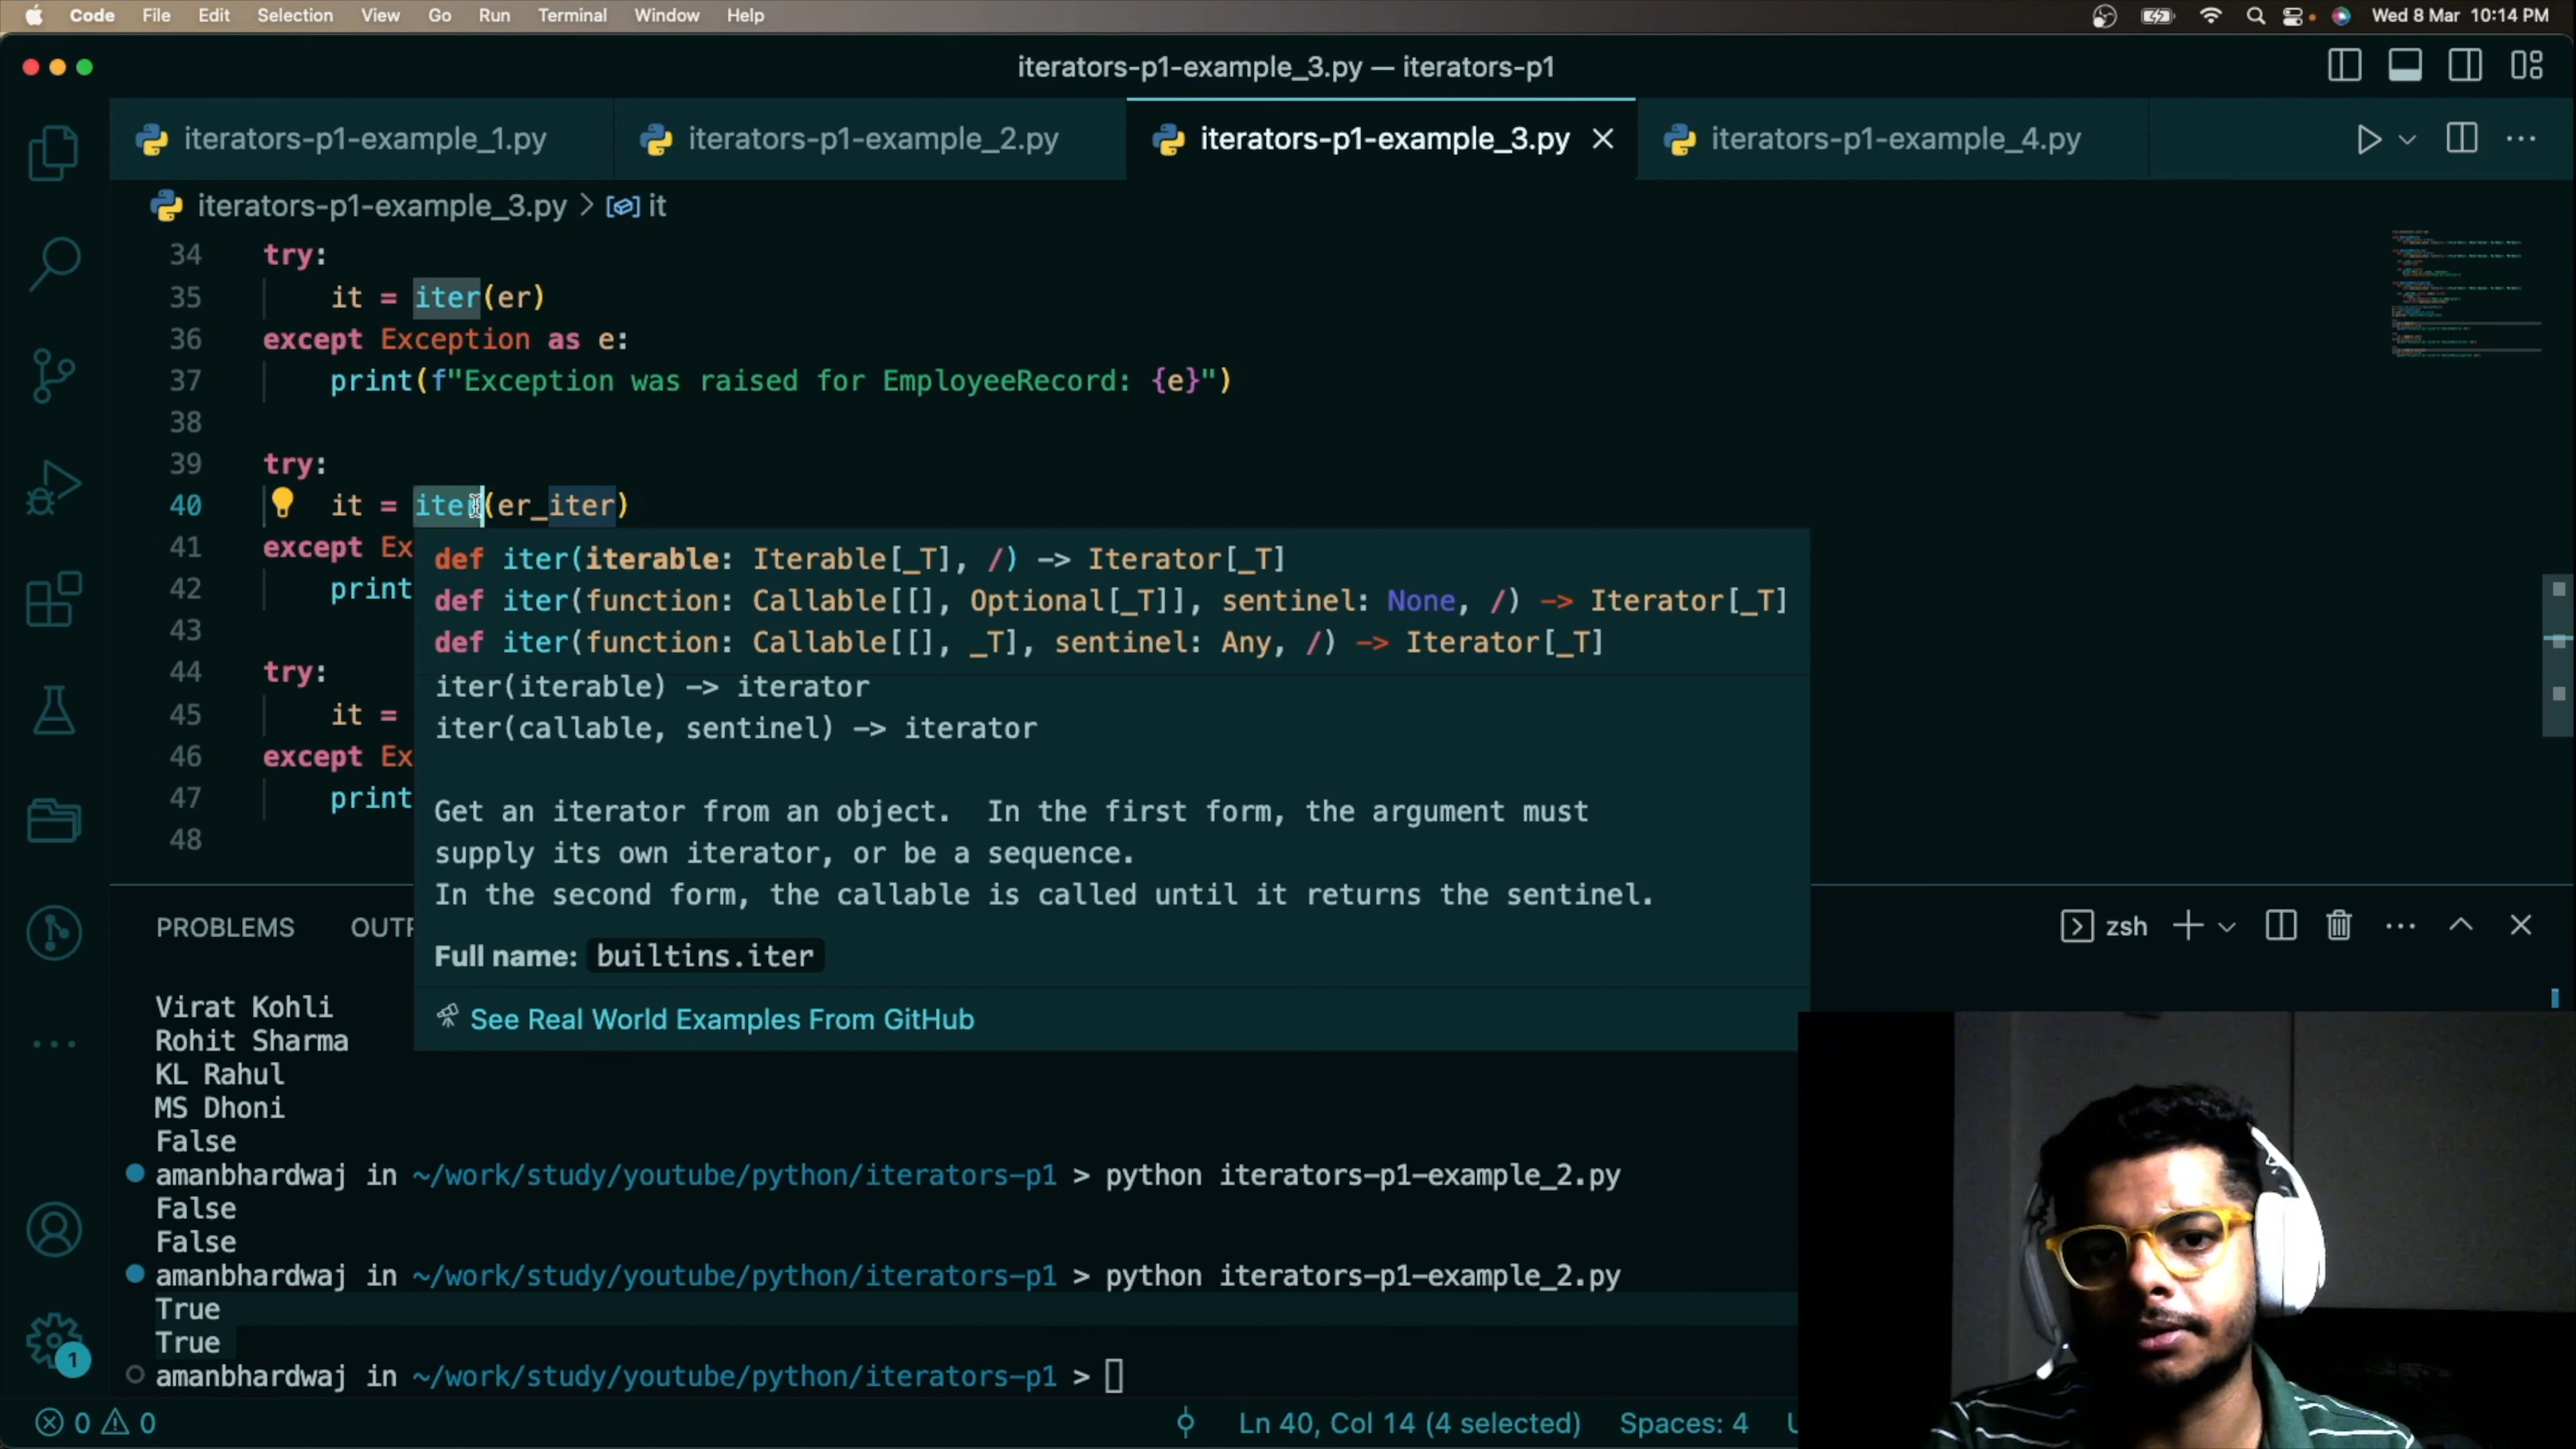 Code File Edit Selection View Go Run Terminal Window Help Wed 8 Mar 10:14 PM
iterators-p1-example_3.py — iterators-p1
iterators-p1-example_1.py iterators-p1-example_2.py iterators-p1-example_3.py iterators-p1-example_4.py
iterators-p1-example_3.py > it
34 try:
35 it = iter(er)
36 except Exception as e:
37 print(f"Exception was raised for EmployeeRecord: {e}")
38
39 try:
40 it = iter(er_iter)
41 except Ex
42 print
43
44 try:
45 it =
46 except Ex
47 print
48
def iter(iterable: Iterable[_T], /) -> Iterator[_T]
def iter(function: Callable[[], Optional[_T]], sentinel: None, /) -> Iterator[_T]
def iter(function: Callable[[], _T], sentinel: Any, /) -> Iterator[_T]
iter(iterable) -> iterator
iter(callable, sentinel) -> iterator
Get an iterator from an object. In the first form, the argument must
supply its own iterator, or be a sequence.
In the second form, the callable is called until it returns the sentinel.
Full name: builtins.iter
See Real World Examples From GitHub
PROBLEMS OUTP zsh
Virat Kohli
Rohit Sharma
KL Rahul
MS Dhoni
False
amanbhardwaj in ~/work/study/youtube/python/iterators-p1 > python iterators-p1-example_2.py
False
False
amanbhardwaj in ~/work/study/youtube/python/iterators-p1 > python iterators-p1-example_2.py
True
True
amanbhardwaj in ~/work/study/youtube/python/iterators-p1 >
1
0 0 Ln 40, Col 14 (4 selected) Spaces: 4